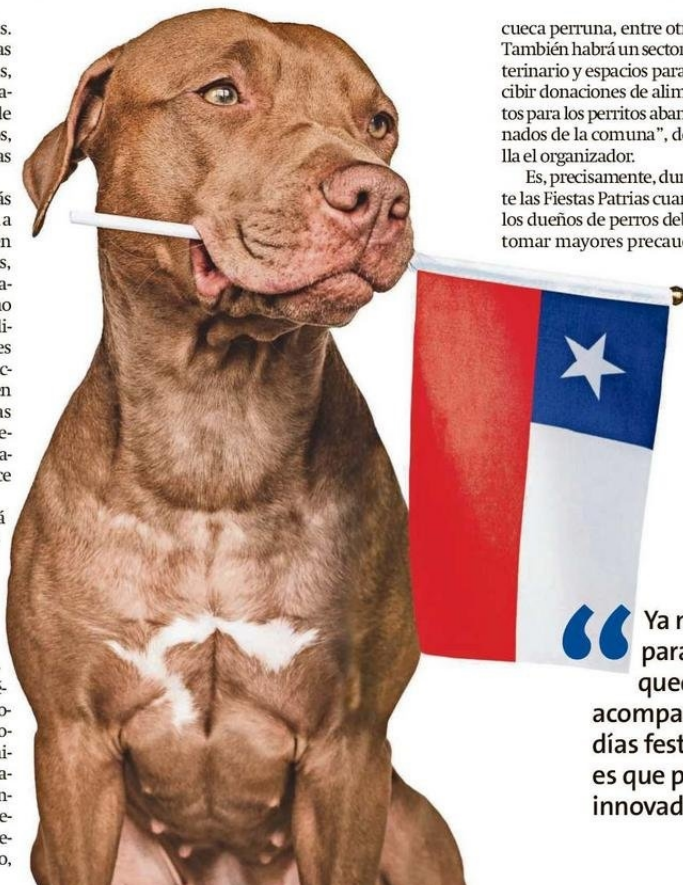 cueca perruna, entre otr
También habrá un sector
terinario y espacios para
cibir donaciones de alim
tos para los perritos aban
nados de la comuna”, de
lla el organizador.
Es, precisamente, dur
te las Fiestas Patrias cuan
los dueños de perros deb
tomar mayores precauc
“ Ya n
para
qued
acompa
días fest
es que p
innovad